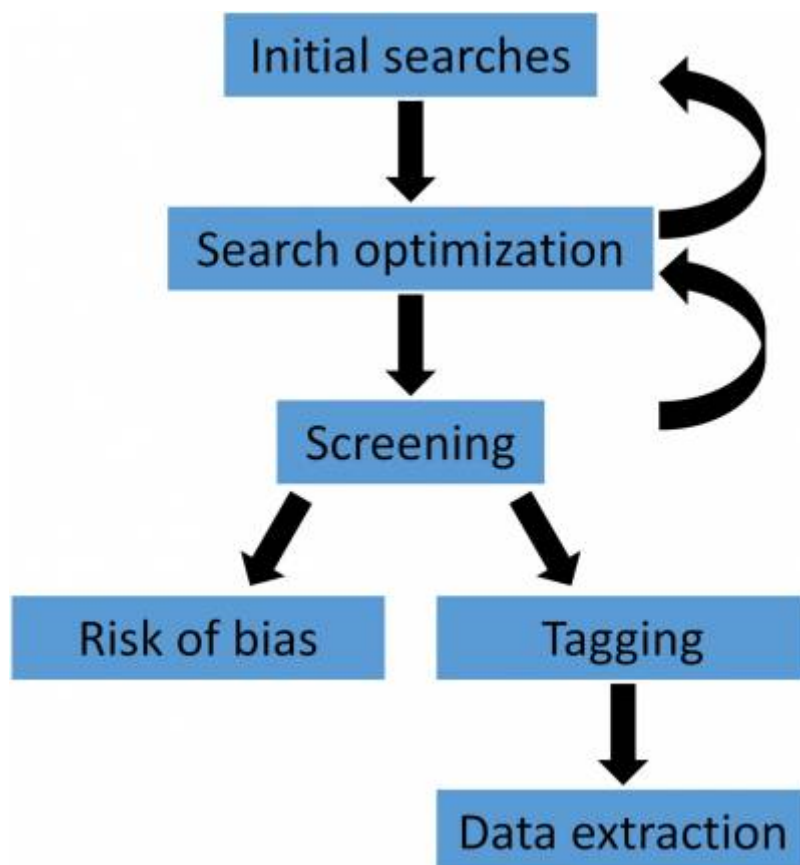 Initial searches
Search optimization
Screening
Risk of bias
Tagging
Data extraction